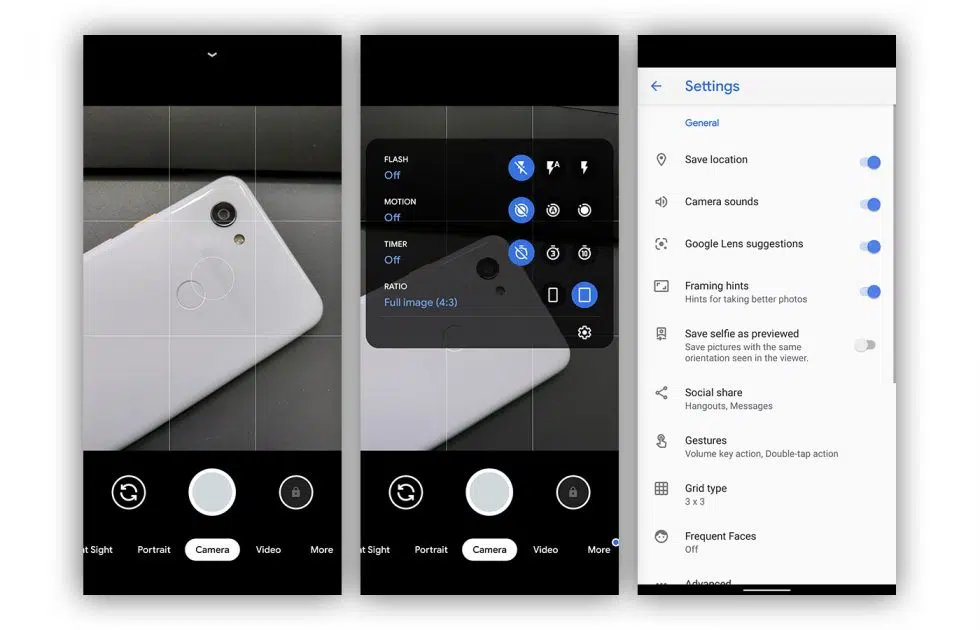 t Sight Portrait Camera Video More
FLASH
Off
A
MOTION
Off
A
TIMER
Off
3 10
RATIO
Full image (4:3)
t Sight Portrait Camera Video More
Settings
General
Save location
Camera sounds
Google Lens suggestions
Framing hints
Hints for taking better photos
Save selfie as previewed
Save pictures with the same
orientation seen in the viewer.
Social share
Hangouts, Messages
Gestures
Volume key action, Double-tap action
Grid type
3 x 3
Frequent Faces
Off
Advanced